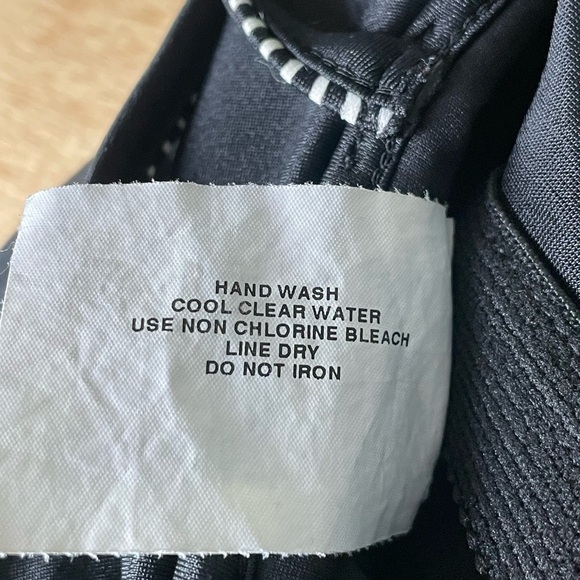 HAND WASH
COOL CLEAR WATER
USE NON CHLORINE BLEACH
LINE DRY
DO NOT IRON